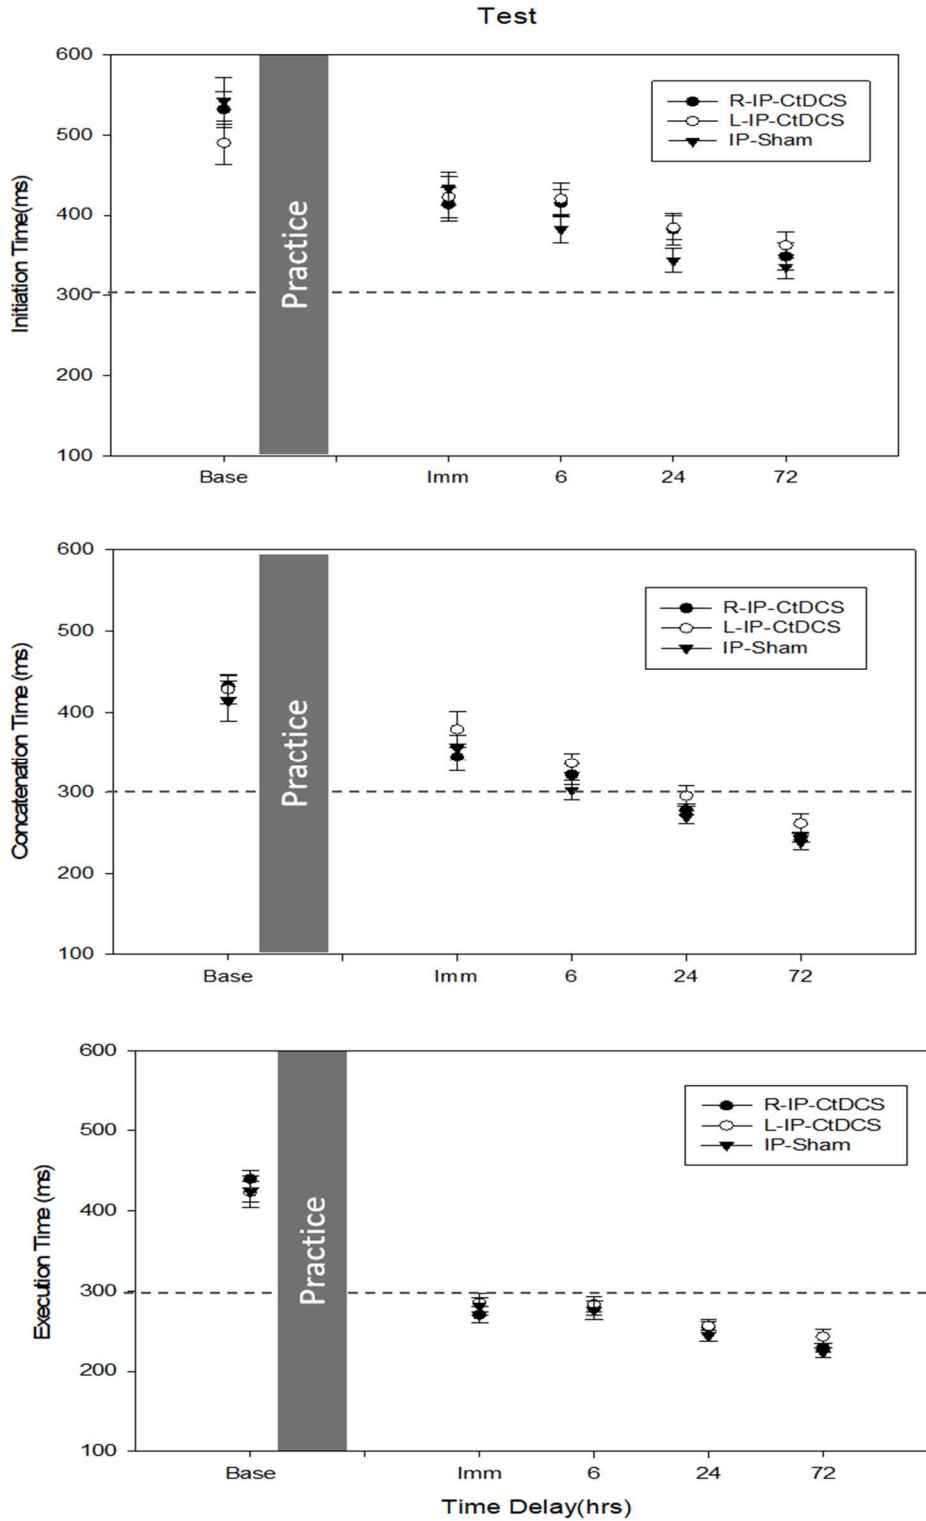 Test
600
500
400
300
200
100
Initiation Time(ms)
R-IP-CtDCS
L-IP-CtDCS
IP-Sham
Practice
Base
Imm
6
24
72
600
500
400
300
200
100
Concatenation Time (ms)
R-IP-CtDCS
L-IP-CtDCS
IP-Sham
Practice
Base
Imm
6
24
72
600
500
400
300
200
100
Execution Time (ms)
R-IP-CtDCS
L-IP-CtDCS
IP-Sham
Practice
Base
Imm
6
24
72
Time Delay(hrs)